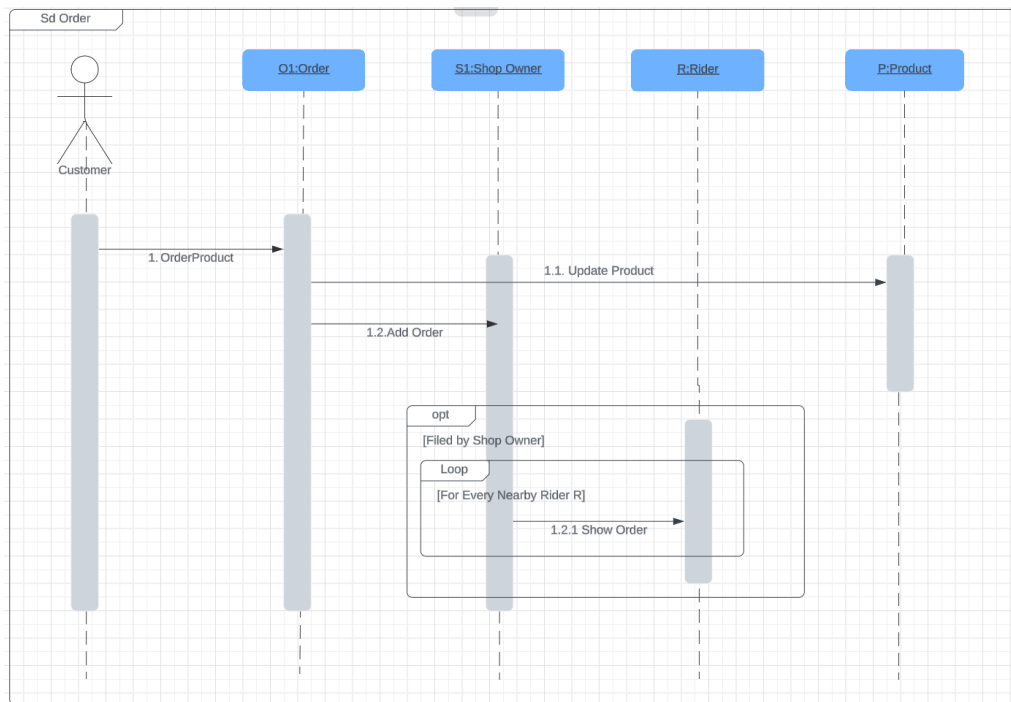 Sd Order
O1:Order
S1:Shop Owner
R:Rider
P:Product
Customer
1. OrderProduct
1.1. Update Product
1.2.Add Order
opt
[Filed by Shop Owner]
Loop
[For Every Nearby Rider R]
1.2.1 Show Order